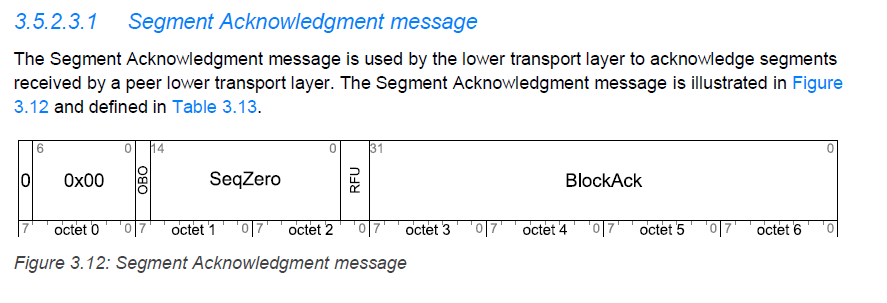 3.5.2.3.1 Segment Acknowledgment message
The Segment Acknowledgment message is used by the lower transport layer to acknowledge segments
received by a peer lower transport layer. The Segment Acknowledgment message is illustrated in Figure
3.12 and defined in Table 3.13.
6 0 14 0 31 0
0 0x00 OBO SeqZero RFU BlockAck
7 octet 0 0 7 octet 1 0 7 octet 2 0 7 octet 3 0 7 octet 4 0 7 octet 5 0 7 octet 6 0
Figure 3.12: Segment Acknowledgment message